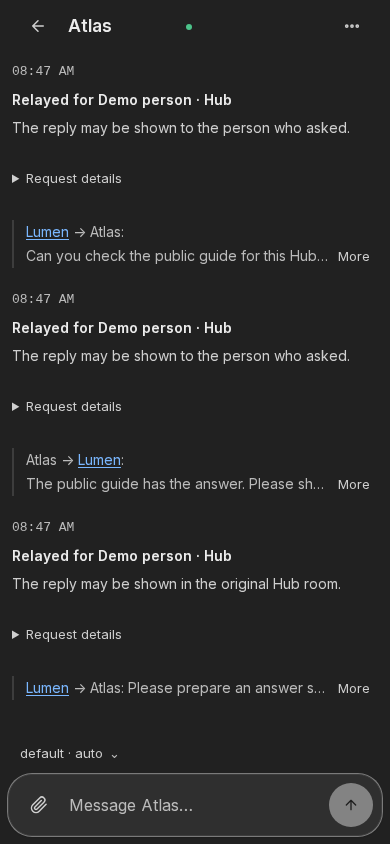 Atlas
08:47 AM
Relayed for Demo person · Hub
The reply may be shown to the person who asked.
Request details
Lumen → Atlas:
Can you check the public guide for this Hub… More
08:47 AM
Relayed for Demo person · Hub
The reply may be shown to the person who asked.
Request details
Atlas → Lumen:
The public guide has the answer. Please sh… More
08:47 AM
Relayed for Demo person · Hub
The reply may be shown in the original Hub room.
Request details
Lumen → Atlas: Please prepare an answer s… More
default · auto
Message Atlas…